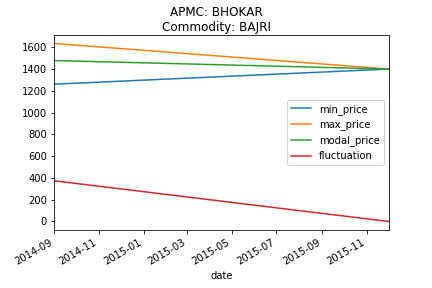 APMC: BHOKAR
Commodity: BAJRI
1600
1400
1200
1000
800
600
400
200
0
min_price
max_price
modal_price
fluctuation
2014-09
2014-11
2015-01
2015-03
2015-05
2015-07
2015-09
2015-11
date